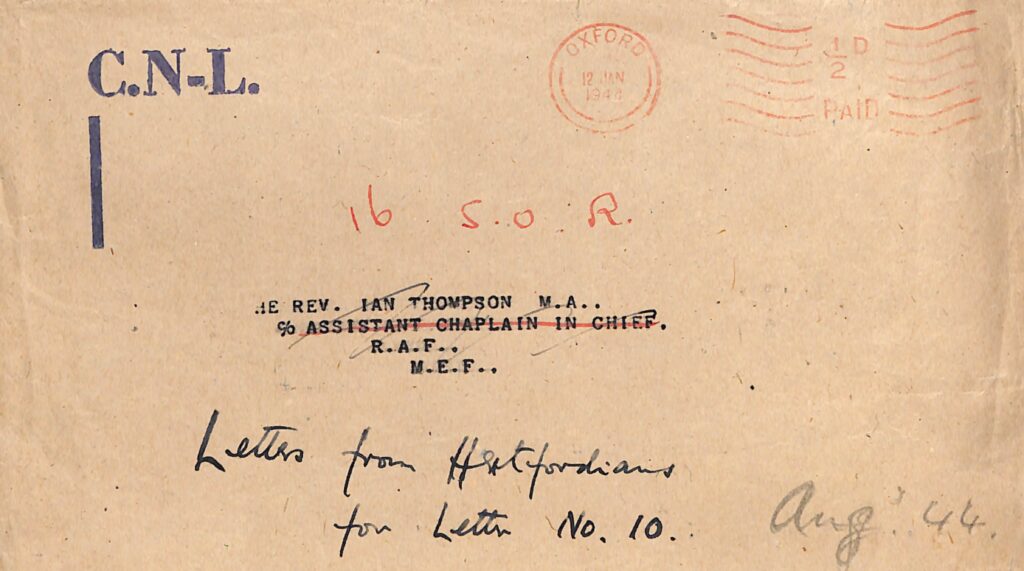 C.N-L.
OXFORD
12 JAN
1944
½D
PAID
16 S.O R.
HE REV. IAN THOMPSON M.A..
℅ ASSISTANT CHAPLAIN IN CHIEF.
R.A.F..
M.E.F..
Letters from Hertfordians
for Letter No. 10.
Aug. 44.